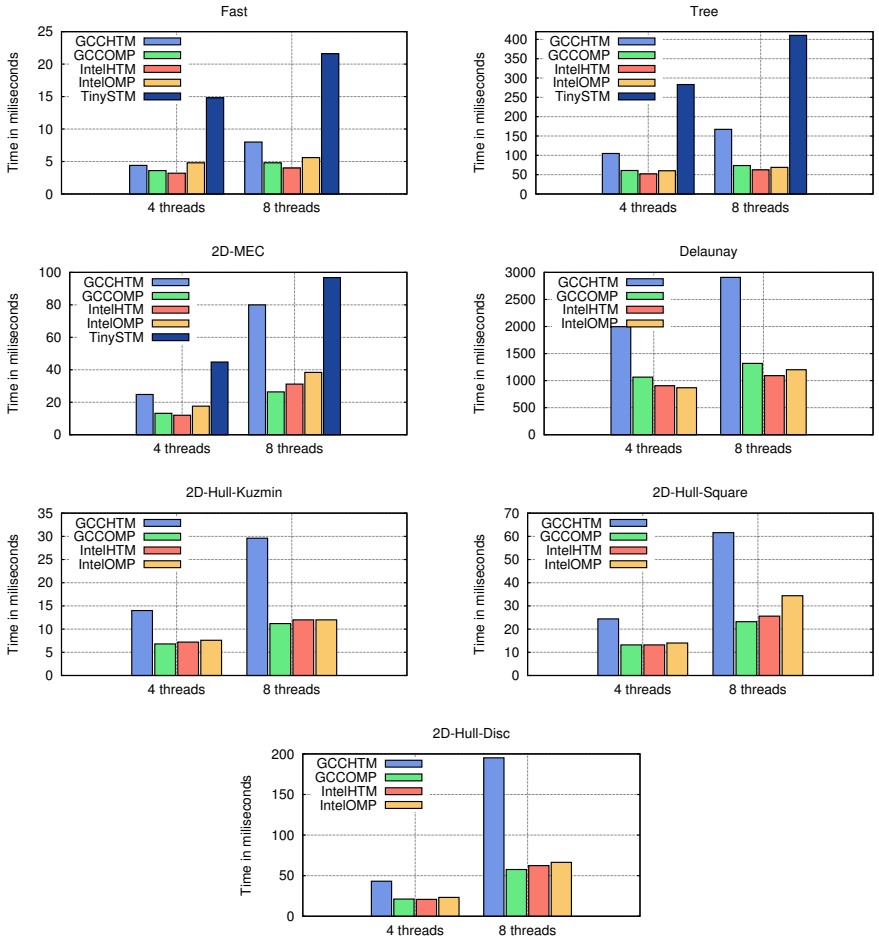 Fast
Time in miliseconds
25
20
15
10
5
0
GCCHTM
GCCOMP
IntelHTM
IntelOMP
TinySTM
4 threads 8 threads
Tree
Time in miliseconds
400
350
300
250
200
150
100
50
0
GCCHTM
GCCOMP
IntelHTM
IntelOMP
TinySTM
4 threads 8 threads
2D-MEC
Time in miliseconds
100
80
60
40
20
0
GCCHTM
GCCOMP
IntelHTM
IntelOMP
TinySTM
4 threads 8 threads
Delaunay
Time in miliseconds
3000
2500
2000
1500
1000
500
0
GCCHTM
GCCOMP
IntelHTM
IntelOMP
4 threads 8 threads
2D-Hull-Kuzmin
Time in miliseconds
35
30
25
20
15
10
5
0
GCCHTM
GCCOMP
IntelHTM
IntelOMP
4 threads 8 threads
2D-Hull-Square
Time in miliseconds
70
60
50
40
30
20
10
0
GCCHTM
GCCOMP
IntelHTM
IntelOMP
4 threads 8 threads
2D-Hull-Disc
Time in miliseconds
200
150
100
50
0
GCCHTM
GCCOMP
IntelHTM
IntelOMP
4 threads 8 threads